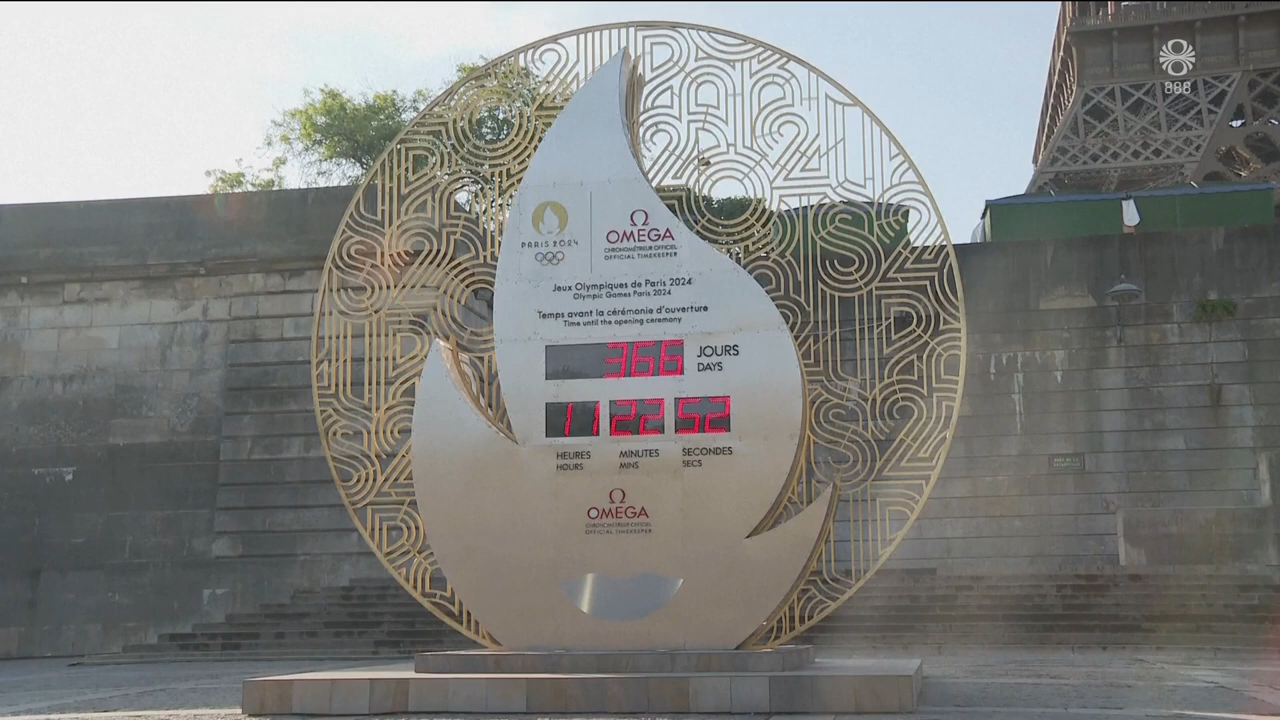 888
PARIS 2024
Ω
OMEGA
CHRONOMÉTREUR OFFICIEL
OFFICIAL TIMEKEEPER
Jeux Olympiques de Paris 2024
Olympic Games Paris 2024
Temps avant la cérémonie d'ouverture
Time until the opening ceremony
366 JOURS
DAYS
11 22 52
HEURES MINUTES SECONDES
HOURS MINS SECS
Ω
OMEGA
CHRONOMÉTREUR OFFICIEL
OFFICIAL TIMEKEEPER